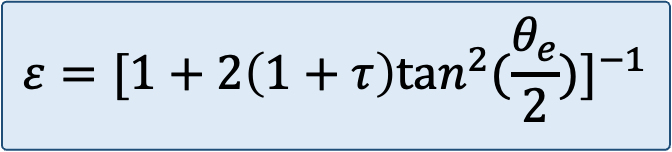 ε = [1 + 2(1 + τ)tan²(θₑ/2)]⁻¹